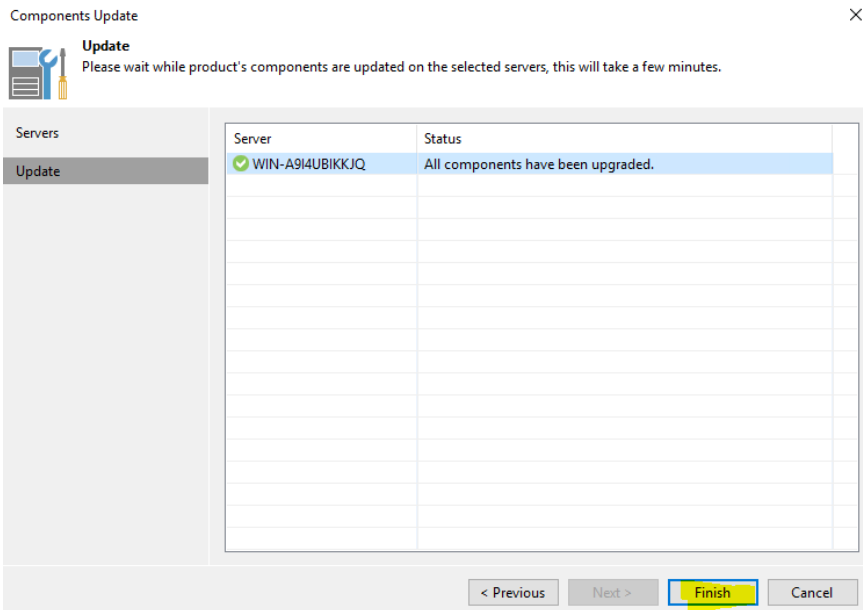 Components Update
Update
Please wait while product's components are updated on the selected servers, this will take a few minutes.
Servers
Update
Server Status
WIN-A9I4UBIKKJQ All components have been upgraded.
< Previous Next > Finish Cancel